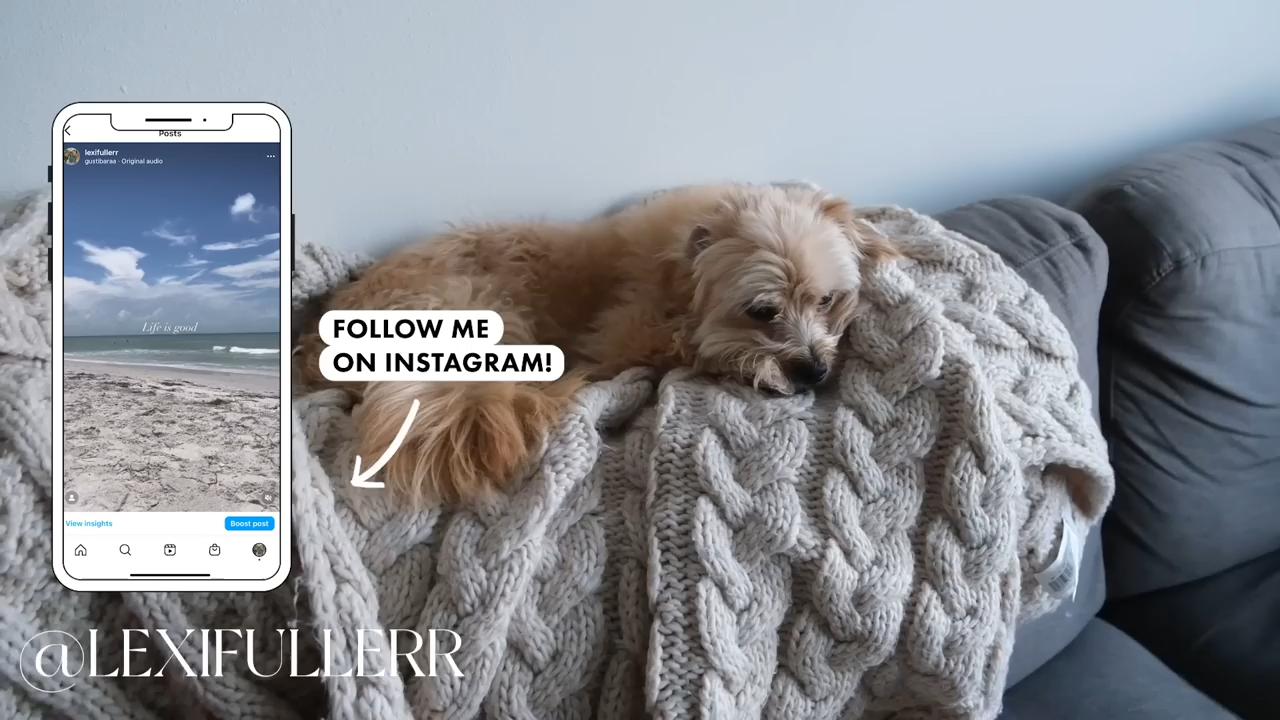 Posts
lexifullerr
gustibaraa · Original audio
Life is good
View insights
Boost post
FOLLOW ME
ON INSTAGRAM!
@LEXIFULLERR